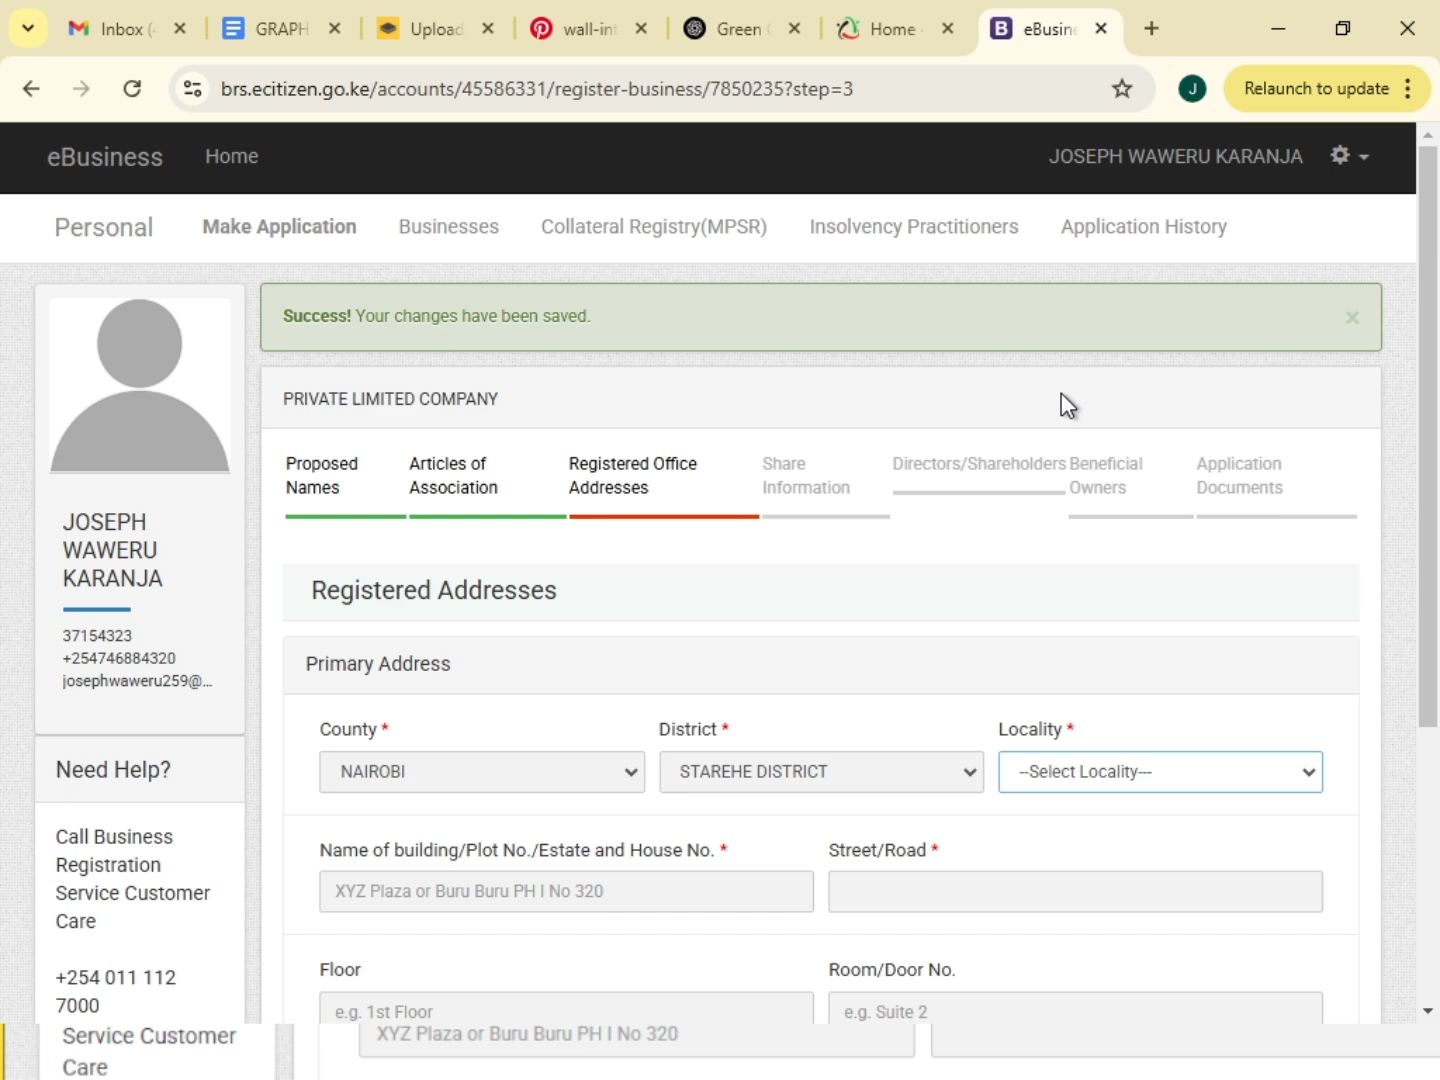 Inbox (
GRAPH
Upload
wall-int
Green
Home
eBusin
brs.ecitizen.go.ke/accounts/45586331/register-business/7850235?step=3
J
Relaunch to update
eBusiness
Home
JOSEPH WAWERU KARANJA
Personal
Make Application
Businesses
Collateral Registry(MPSR)
Insolvency Practitioners
Application History
Success! Your changes have been saved.
×
JOSEPH
WAWERU
KARANJA
37154323
+254746884320
josephwaweru259@...
Need Help?
Call Business
Registration
Service Customer
Care
+254 011 112
7000
Service Customer
Care
PRIVATE LIMITED COMPANY
Proposed
Names
Articles of
Association
Registered Office
Addresses
Share
Information
Directors/Shareholders
Beneficial
Owners
Application
Documents
Registered Addresses
Primary Address
County *
District *
Locality *
NAIROBI
STAREHE DISTRICT
--Select Locality---
Name of building/Plot No./Estate and House No. *
Street/Road *
XYZ Plaza or Buru Buru PH I No 320
Floor
Room/Door No.
e.g. 1st Floor
e.g. Suite 2
XYZ Plaza or Buru Buru PH I No 320